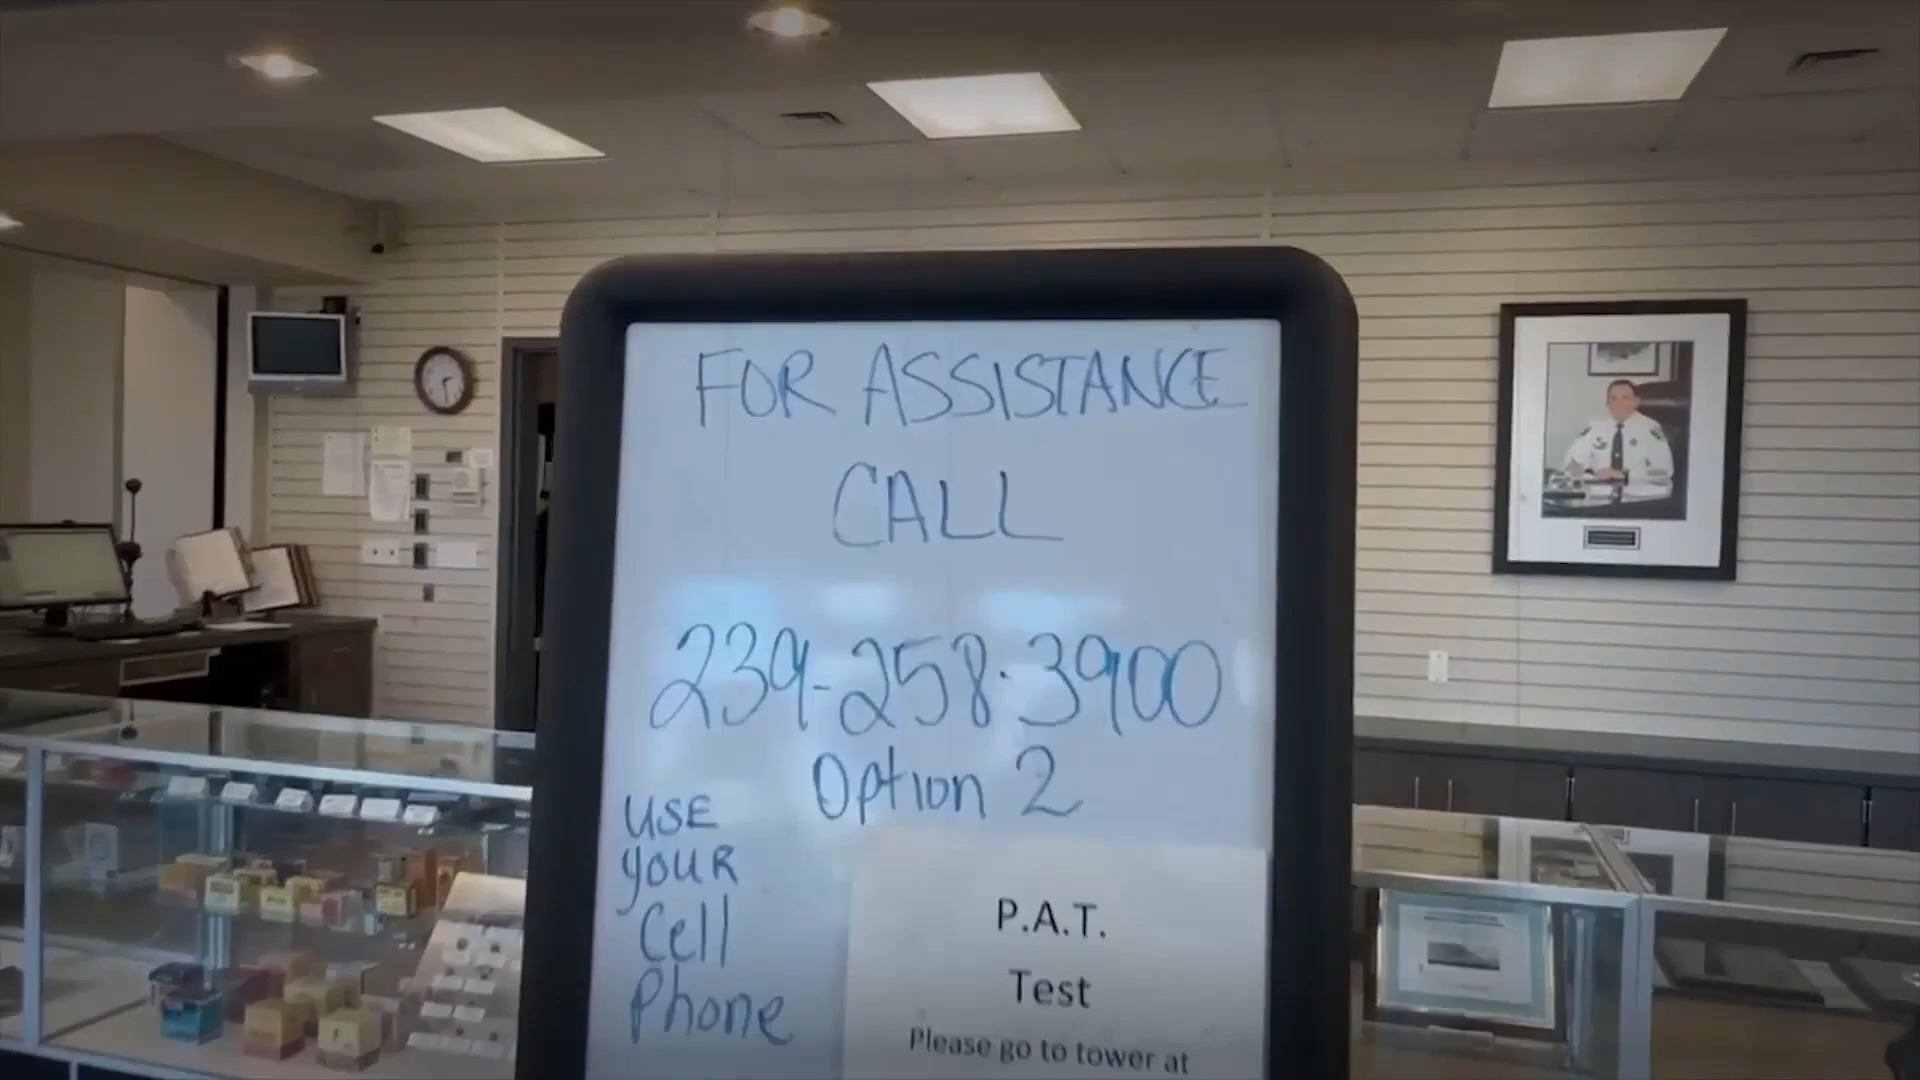 FOR ASSISTANCE
CALL
239-258-3900
Option 2
USE
YOUR
Cell
Phone
P.A.T.
Test
Please go to tower at